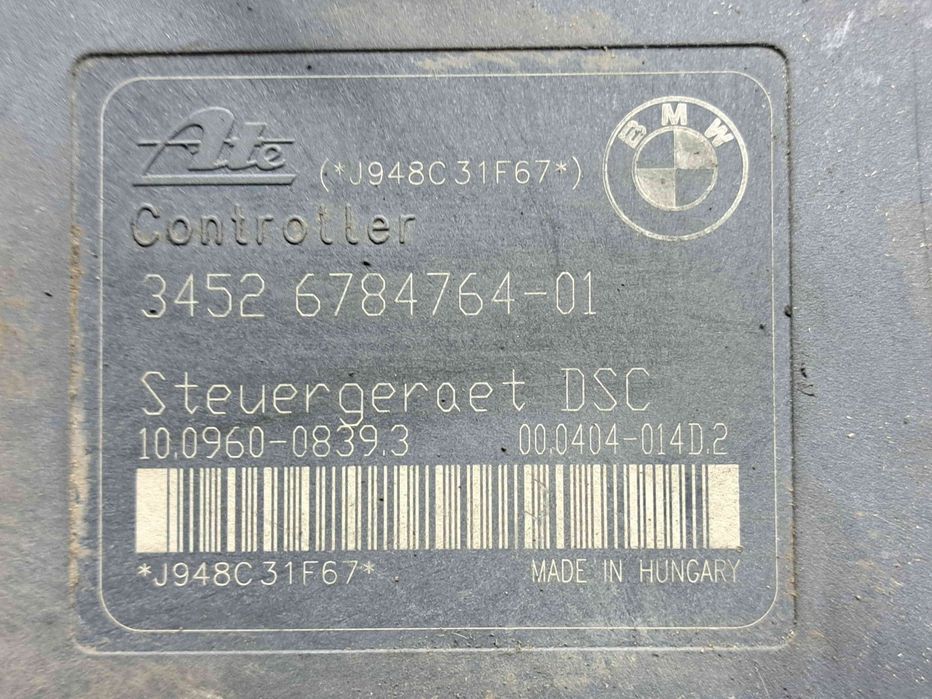 Ate
(*J948C31F67*)
BMW
Controller
3452 6784764-01
Steuergeraet DSC
10.0960-0839.3 00.0404-014D.2
*J948C31F67* MADE IN HUNGARY